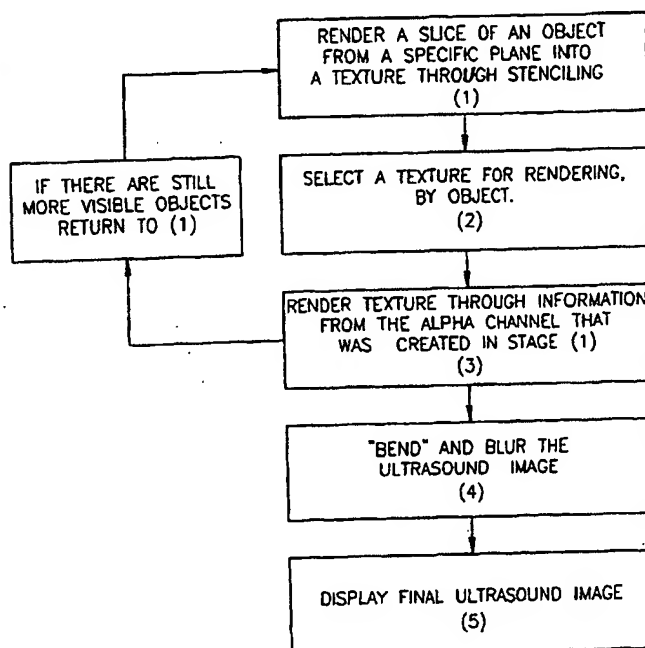 RENDER A SLICE OF AN OBJECT
FROM A SPECIFIC PLANE INTO
A TEXTURE THROUGH STENCILING
(1)
IF THERE ARE STILL
MORE VISIBLE OBJECTS
RETURN TO (1)
SELECT A TEXTURE FOR RENDERING,
BY OBJECT.
(2)
RENDER TEXTURE THROUGH INFORMATION
FROM THE ALPHA CHANNEL THAT
WAS CREATED IN STAGE (1)
(3)
"BEND" AND BLUR THE
ULTRASOUND IMAGE
(4)
DISPLAY FINAL ULTRASOUND IMAGE
(5)